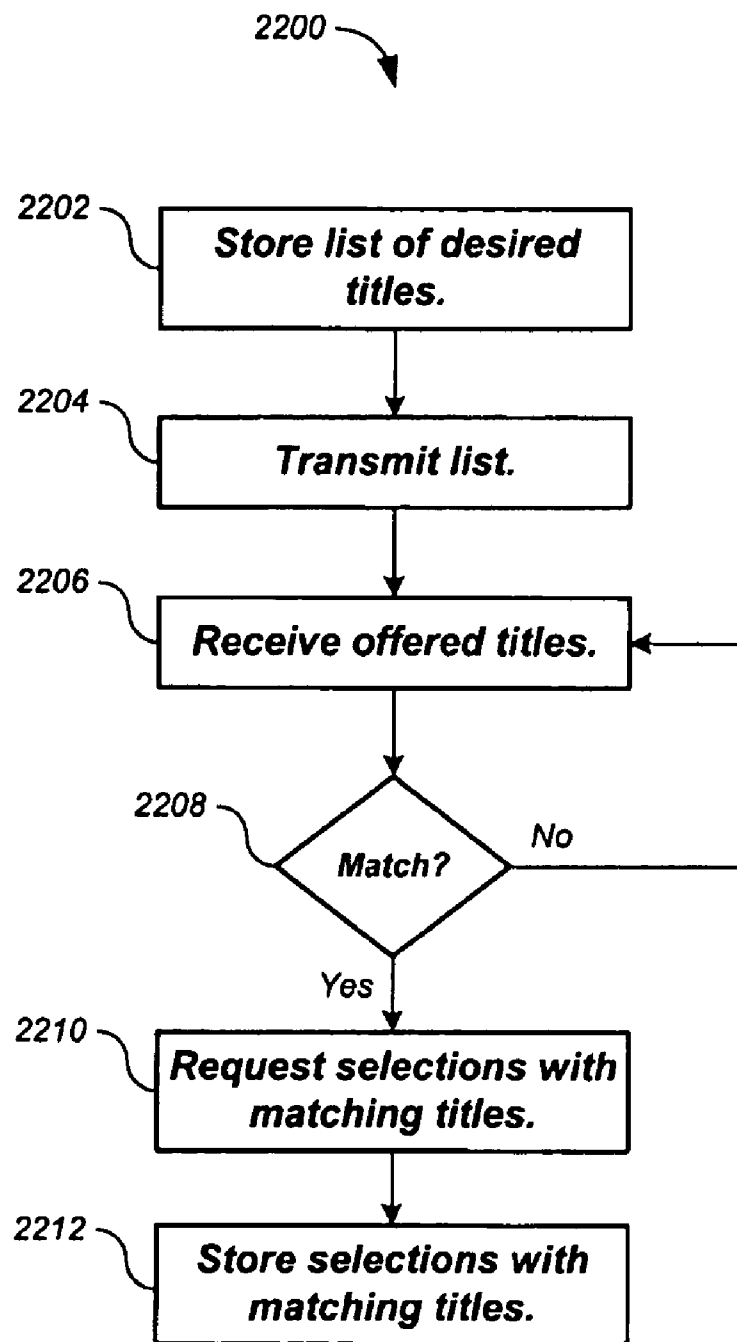 2200
2202
Store list of desired
titles.
2204
Transmit list.
2206
Receive offered titles.
2208
Match?
No
Yes
2210
Request selections with
matching titles.
2212
Store selections with
matching titles.